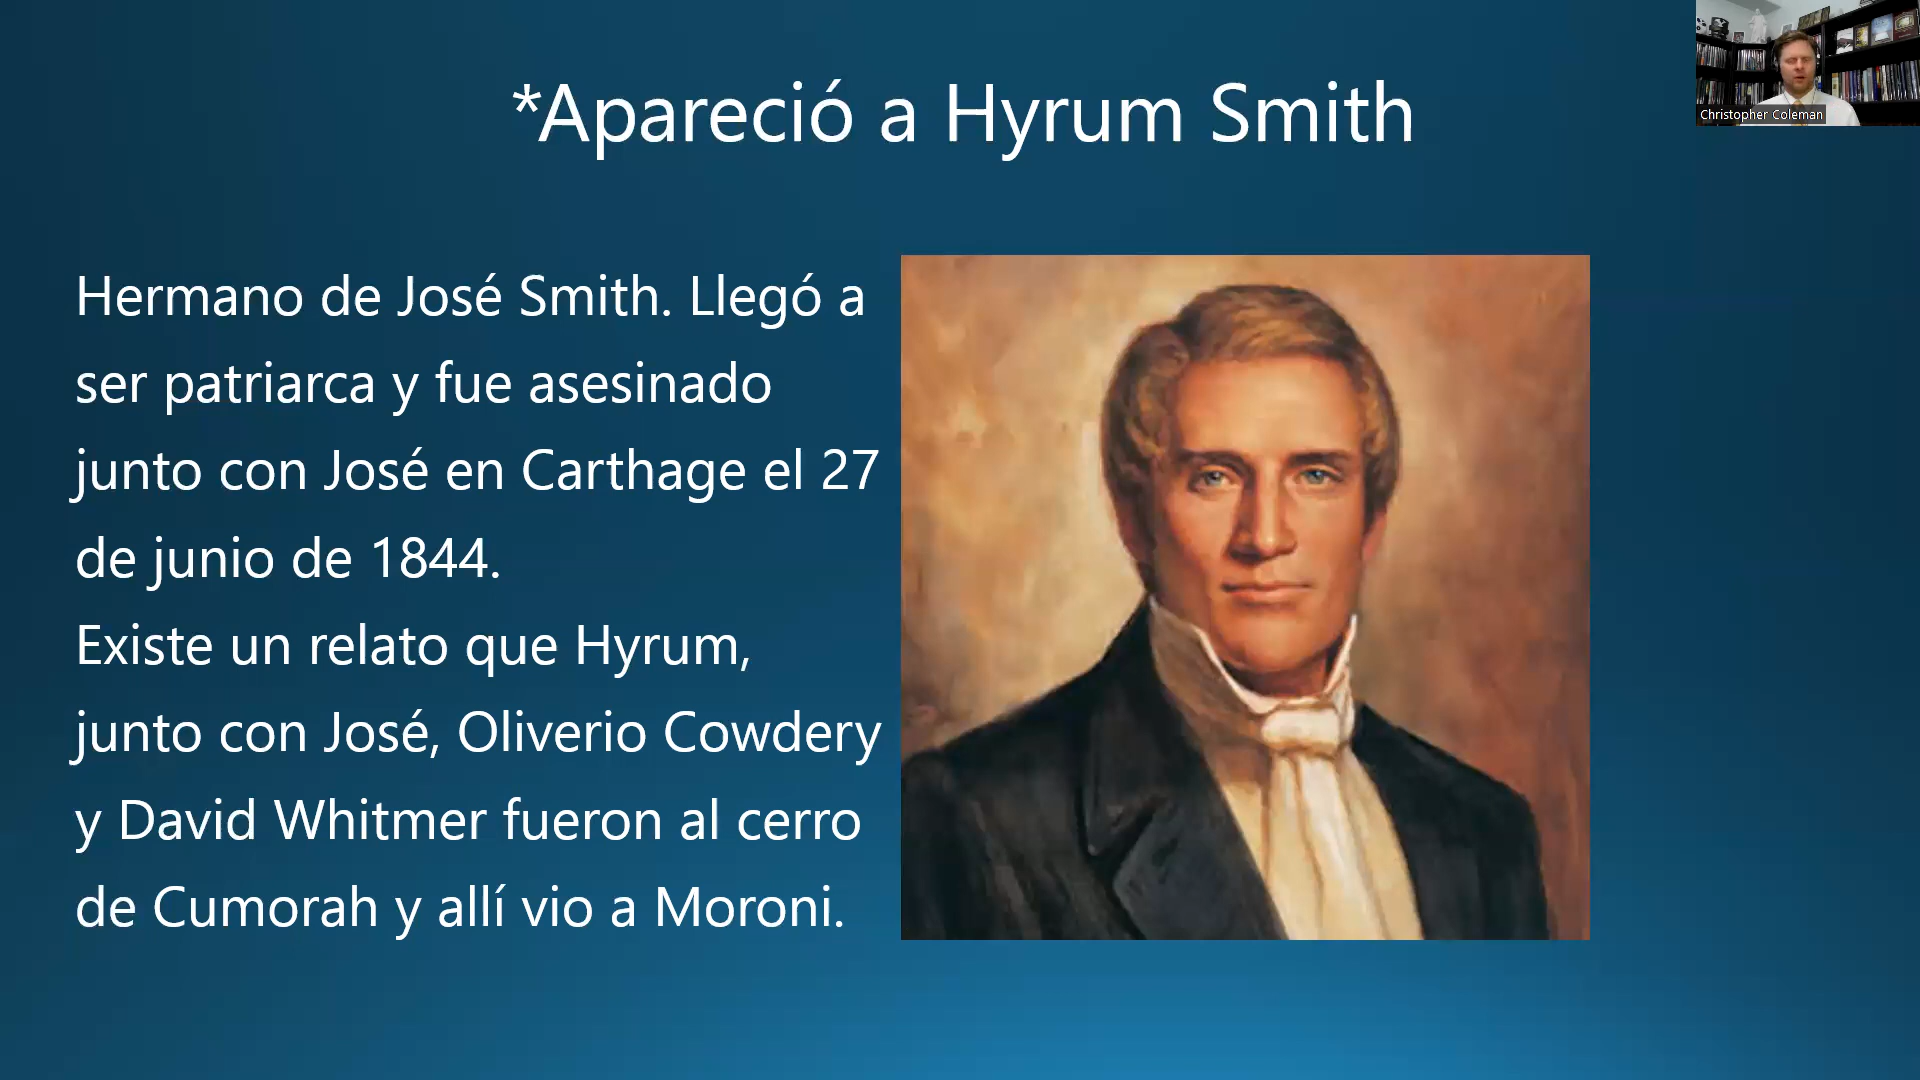 *Apareció a Hyrum Smith
Christopher Coleman
Hermano de José Smith. Llegó a
ser patriarca y fue asesinado
junto con José en Carthage el 27
de junio de 1844.
Existe un relato que Hyrum,
junto con José, Oliverio Cowdery
y David Whitmer fueron al cerro
de Cumorah y allí vio a Moroni.